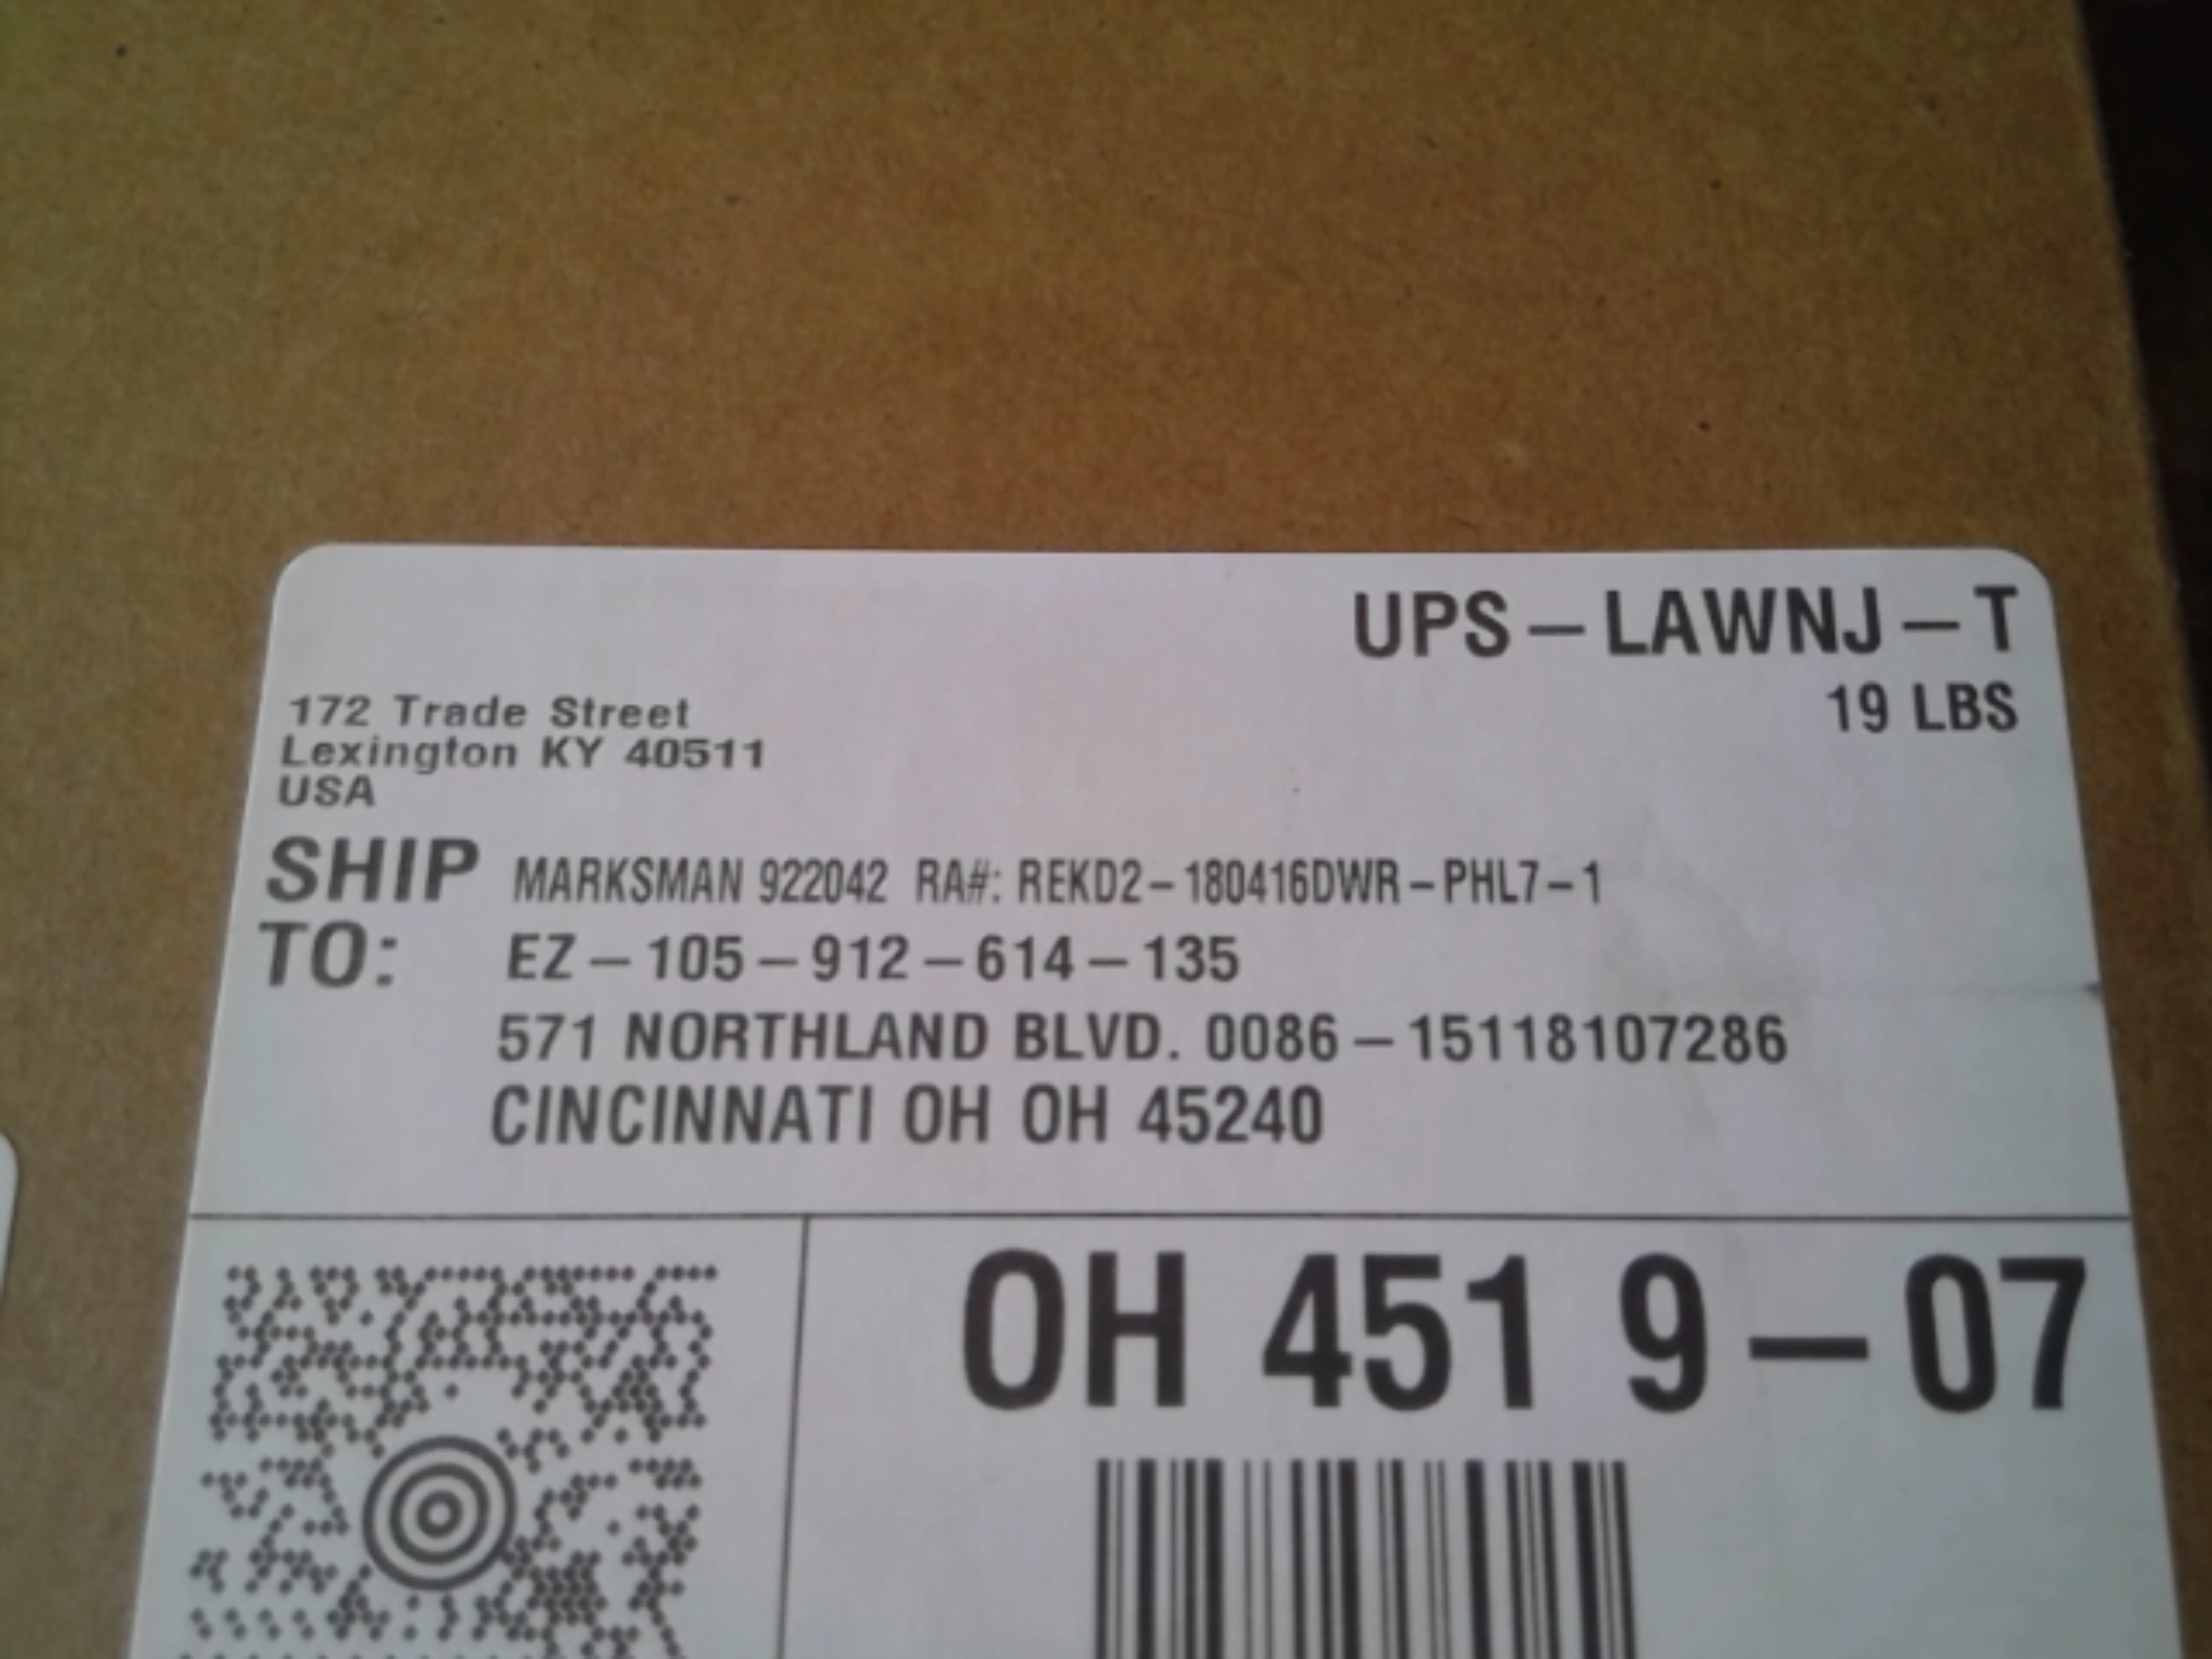 UPS-LAWNJ-T
19 LBS
172 Trade Street
Lexington KY 40511
USA
SHIP TO:
MARKSMAN 922042 RA#: REKD2-180416DWR-PHL7-1
EZ-105-912-614-135
571 NORTHLAND BLVD. 0086-15118107286
CINCINNATI OH OH 45240
OH 451 9-07